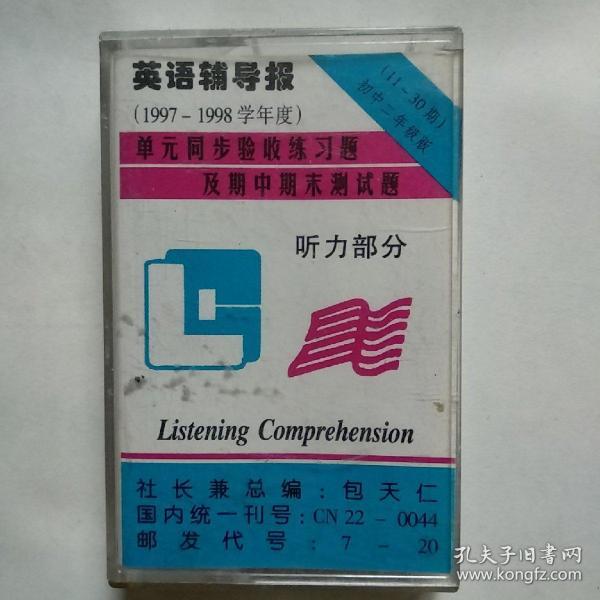 英语辅导报
(1997-1998学年度)
(11-30期)
初中二年级版
单元同步验收练习题
及期中期末测试题
听力部分
Listening Comprehension
社长兼总编:包天仁
国内统一刊号:CN 22-0044
邮发代号:7-20
孔夫子旧书网
www.kongfz.com